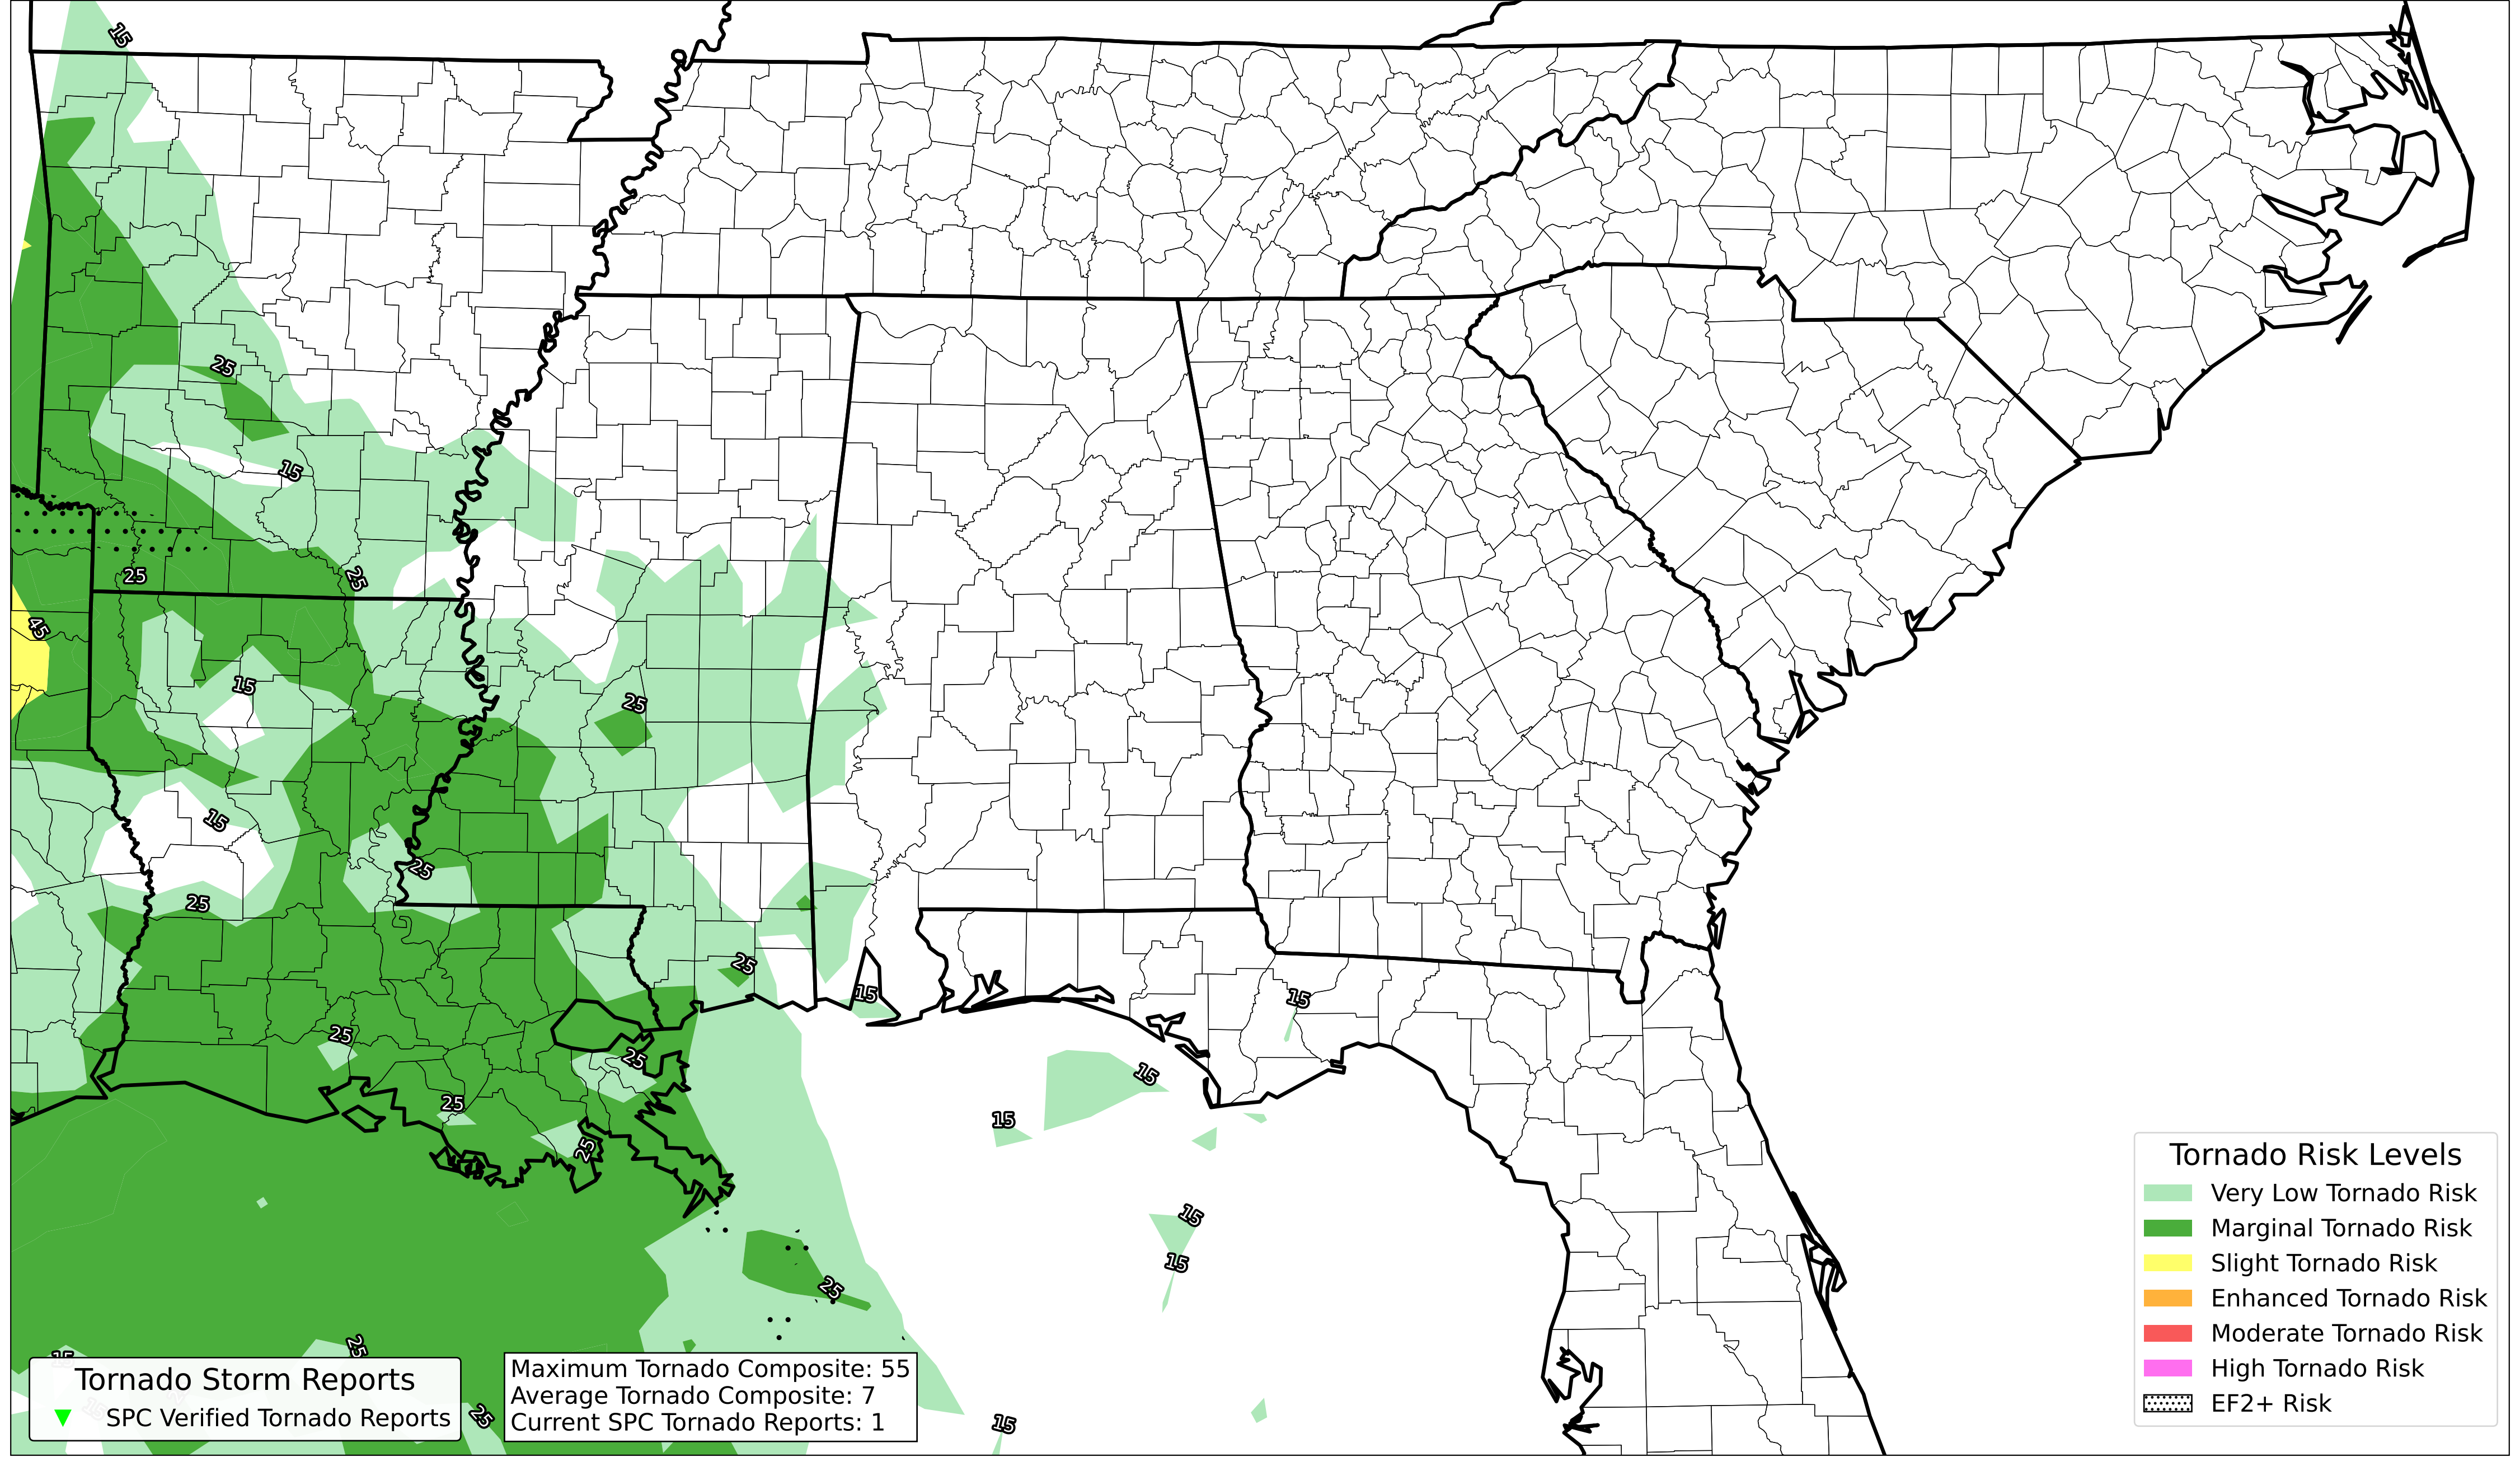 15
25
15
25
25
45
15
25
15
25
25
25
15
25
15
25
15
15
25
25
25
15
15
25
25
15
25
15
Tornado Storm Reports
SPC Verified Tornado Reports
Maximum Tornado Composite: 55
Average Tornado Composite: 7
Current SPC Tornado Reports: 1
Tornado Risk Levels
Very Low Tornado Risk
Marginal Tornado Risk
Slight Tornado Risk
Enhanced Tornado Risk
Moderate Tornado Risk
High Tornado Risk
EF2+ Risk